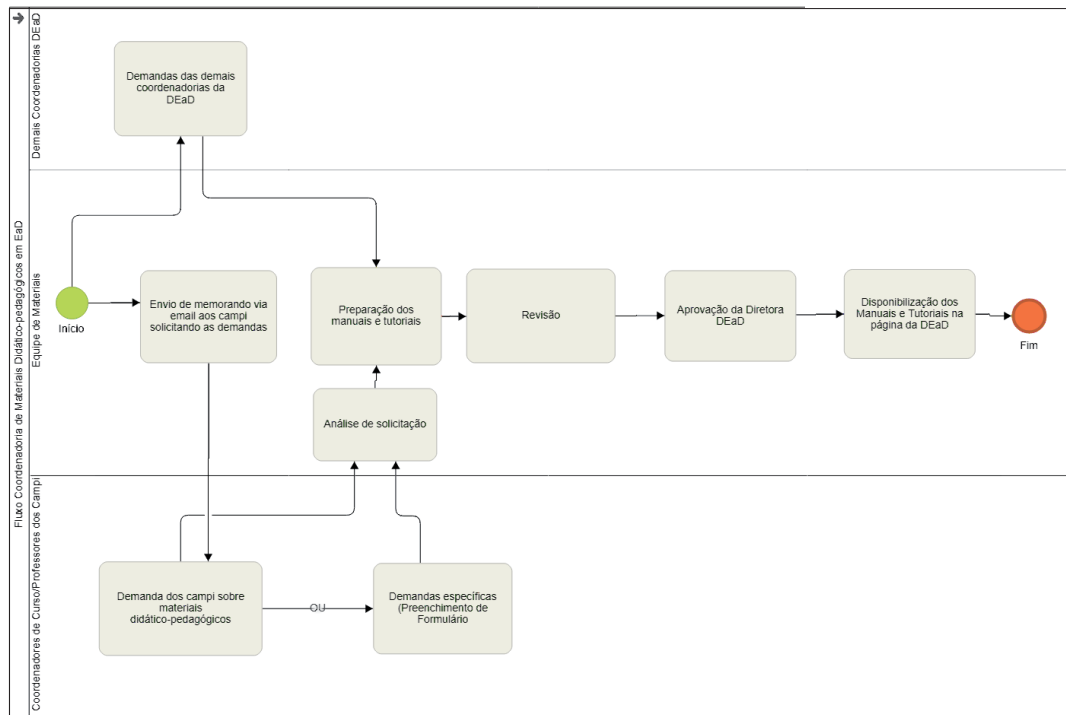 Fluxo Coordenadoria de Materiais Didático-pedagógicos em EaD
Demais Coordenadorias DEaD
Demandas das demais
coordenadorias da
DEaD
Equipe de Materiais
Início
Envio de memorando via
email aos campi
solicitando as demandas
Preparação dos
manuais e tutoriais
Revisão
Aprovação da Diretora
DEaD
Disponibilização dos
Manuais e Tutoriais na
página da DEaD
Fim
Análise de solicitação
Coordenadores de Curso/Professores dos Campi
Demanda dos campi sobre
materiais
didático-pedagógicos
OU
Demandas específicas
(Preenchimento de
Formulário